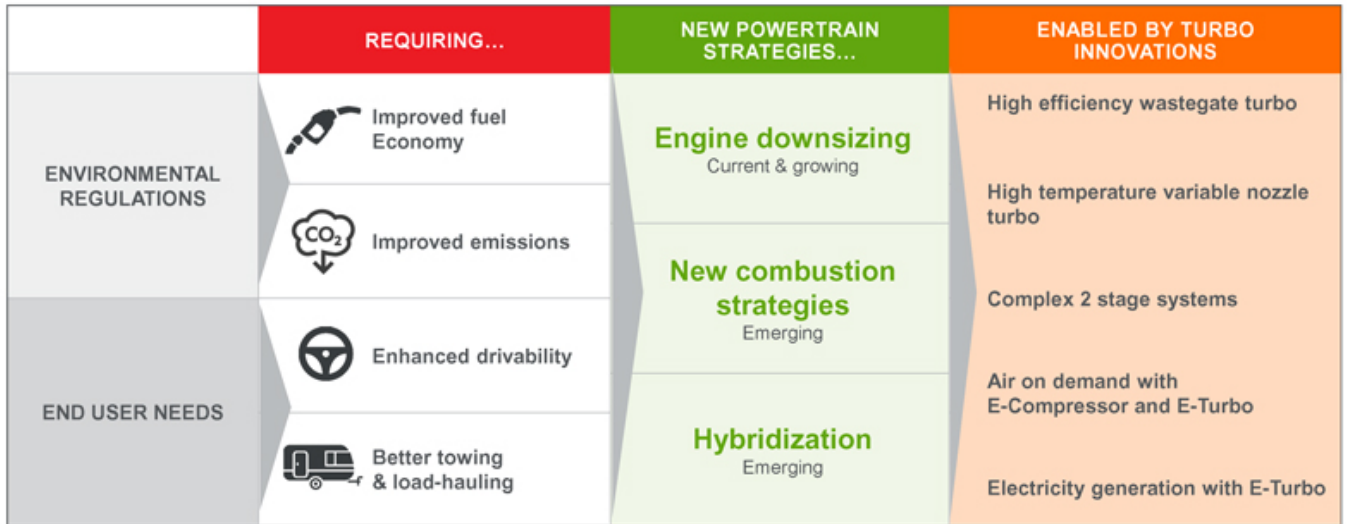 REQUIRING...
NEW POWERTRAIN
STRATEGIES...
ENABLED BY TURBO
INNOVATIONS
ENVIRONMENTAL
REGULATIONS
Improved fuel
Economy
CO2
Improved emissions
END USER NEEDS
Enhanced drivability
Better towing
& load-hauling
Engine downsizing
Current & growing
New combustion
strategies
Emerging
Hybridization
Emerging
High efficiency wastegate turbo
High temperature variable nozzle
turbo
Complex 2 stage systems
Air on demand with
E-Compressor and E-Turbo
Electricity generation with E-Turbo